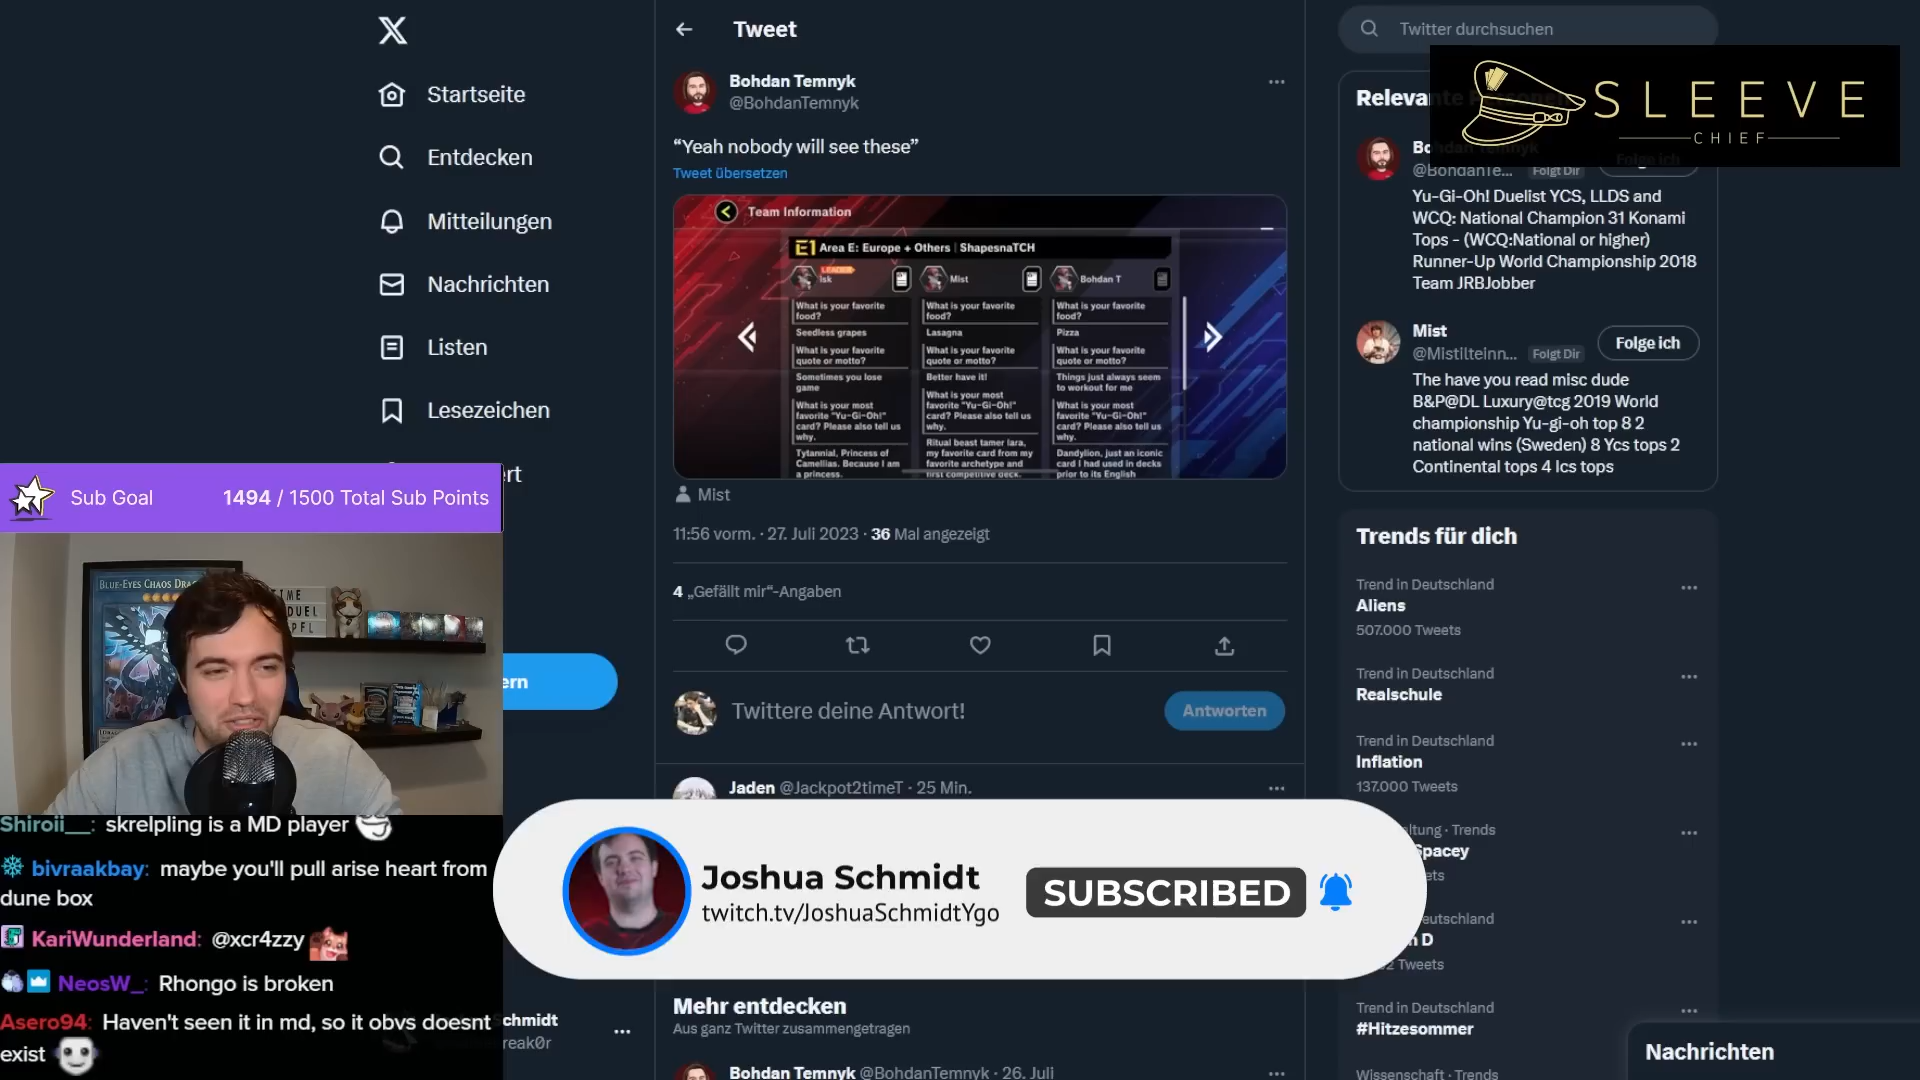 Startseite
Entdecken
Mitteilungen
Nachrichten
Listen
Lesezeichen
Tweet
Bohdan Temnyk
@BohdanTemnyk
“Yeah nobody will see these”
Tweet übersetzen
Team Information
E1 Area E: Europe + Others | ShapesnaTCH
LEADER
Isk
Mist
Bohdan T
What is your favorite food?
Seedless grapes
What is your favorite quote or motto?
Sometimes you lose game
What is your most favorite "Yu-Gi-Oh!" card? Please also tell us why.
Tytannial, Princess of Camellias. Because I am a princess.
What is your favorite food?
Lasagna
What is your favorite quote or motto?
Better have it!
What is your most favorite "Yu-Gi-Oh!" card? Please also tell us why.
Ritual beast tamer lara, my favorite card from my favorite archetype and first competitive deck.
What is your favorite food?
Pizza
What is your favorite quote or motto?
Things just always seem to workout for me
What is your most favorite "Yu-Gi-Oh!" card? Please also tell us why.
Dandylion, just an iconic card I had used in decks prior to its English
Mist
11:56 vorm. · 27. Juli 2023 · 36 Mal angezeigt
4 „Gefällt mir“-Angaben
Twittere deine Antwort!
Antworten
Jaden @Jackpot2timeT · 25 Min.
Joshua Schmidt
twitch.tv/JoshuaSchmidtYgo
SUBSCRIBED
Mehr entdecken
Aus ganz Twitter zusammengetragen
Bohdan Temnyk @BohdanTemnyk · 26. Juli
Twitter durchsuchen
SLEEVE
CHIEF
Relevante Personen
Bohdan Temnyk
@BohdanTe... Folgt Dir
Folge ich
Yu-Gi-Oh! Duelist YCS, LLDS and
WCQ: National Champion 31 Konami
Tops - (WCQ:National or higher)
Runner-Up World Championship 2018
Team JRBJobber
Mist
@Mistilteinn... Folgt Dir
Folge ich
The have you read misc dude
B&P@DL Luxury@tcg 2019 World
championship Yu-gi-oh top 8 2
national wins (Sweden) 8 Ycs tops 2
Continental tops 4 Ics tops
Trends für dich
Trend in Deutschland
Aliens
507.000 Tweets
Trend in Deutschland
Realschule
Trend in Deutschland
Inflation
137.000 Tweets
ltung · Trends
Spacey
ets
eutschland
n D
2 Tweets
Trend in Deutschland
#Hitzesommer
Wissenschaft · Trends
Nachrichten
rt
ern
Sub Goal 1494 / 1500 Total Sub Points
BLUE-EYES CHAOS DRA
TIME
DUEL
PFL
Shiroii__: skrelpling is a MD player
bivraakbay: maybe you'll pull arise heart from
dune box
KariWunderland: @xcr4zzy
NeosW_: Rhongo is broken
Asero94: Haven't seen it in md, so it obvs doesnt
exist
chmidt
reak0r